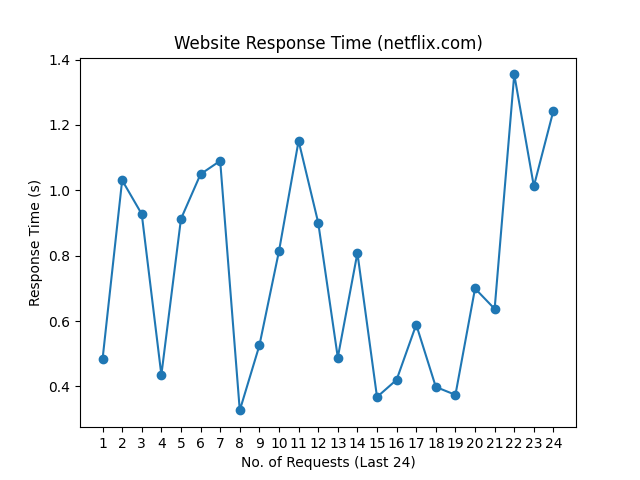 Website Response Time (netflix.com)
1.4
1.2
1.0
0.8
0.6
0.4
Response Time (s)
1 2 3 4 5 6 7 8 9 10 11 12 13 14 15 16 17 18 19 20 21 22 23 24
No. of Requests (Last 24)